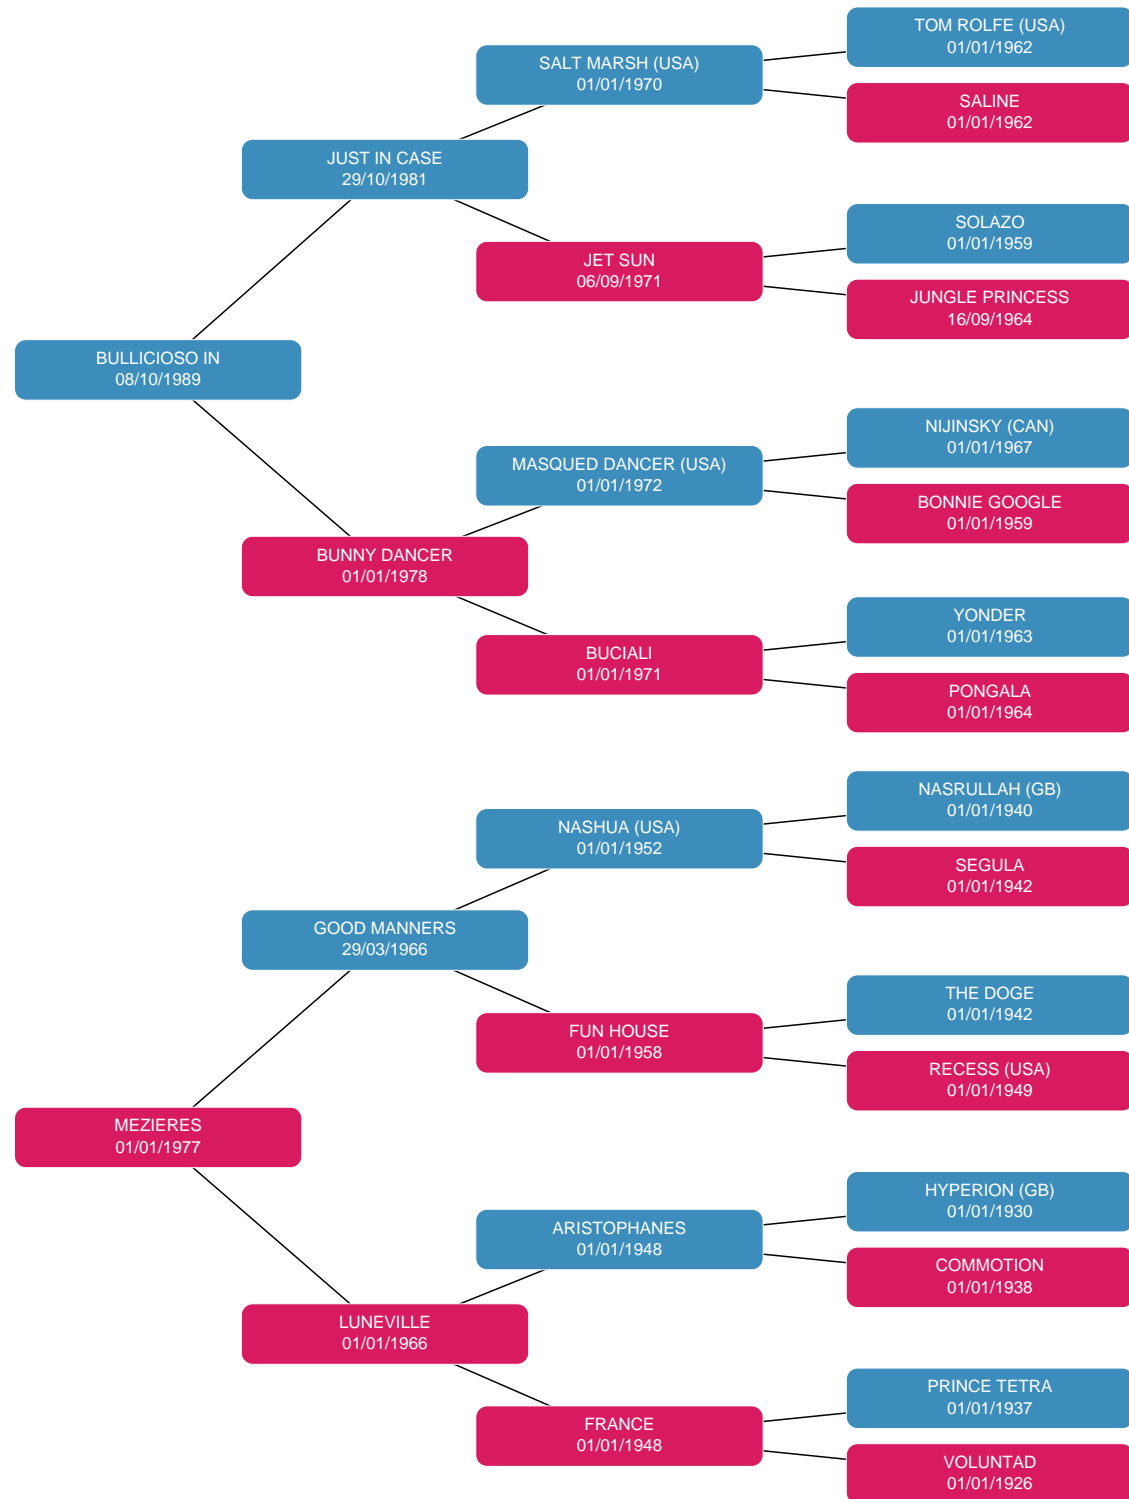 TOM ROLFE (USA)
01/01/1962
SALT MARSH (USA)
01/01/1970
SALINE
01/01/1962
JUST IN CASE
29/10/1981
SOLAZO
01/01/1959
JET SUN
06/09/1971
JUNGLE PRINCESS
16/09/1964
BULLICIOSO IN
08/10/1989
NIJINSKY (CAN)
01/01/1967
MASQUED DANCER (USA)
01/01/1972
BONNIE GOOGLE
01/01/1959
BUNNY DANCER
01/01/1978
YONDER
01/01/1963
BUCIALI
01/01/1971
PONGALA
01/01/1964
NASRULLAH (GB)
01/01/1940
NASHUA (USA)
01/01/1952
SEGULA
01/01/1942
GOOD MANNERS
29/03/1966
THE DOGE
01/01/1942
FUN HOUSE
01/01/1958
RECESS (USA)
01/01/1949
MEZIERES
01/01/1977
HYPERION (GB)
01/01/1930
ARISTOPHANES
01/01/1948
COMMOTION
01/01/1938
LUNEVILLE
01/01/1966
PRINCE TETRA
01/01/1937
FRANCE
01/01/1948
VOLUNTAD
01/01/1926